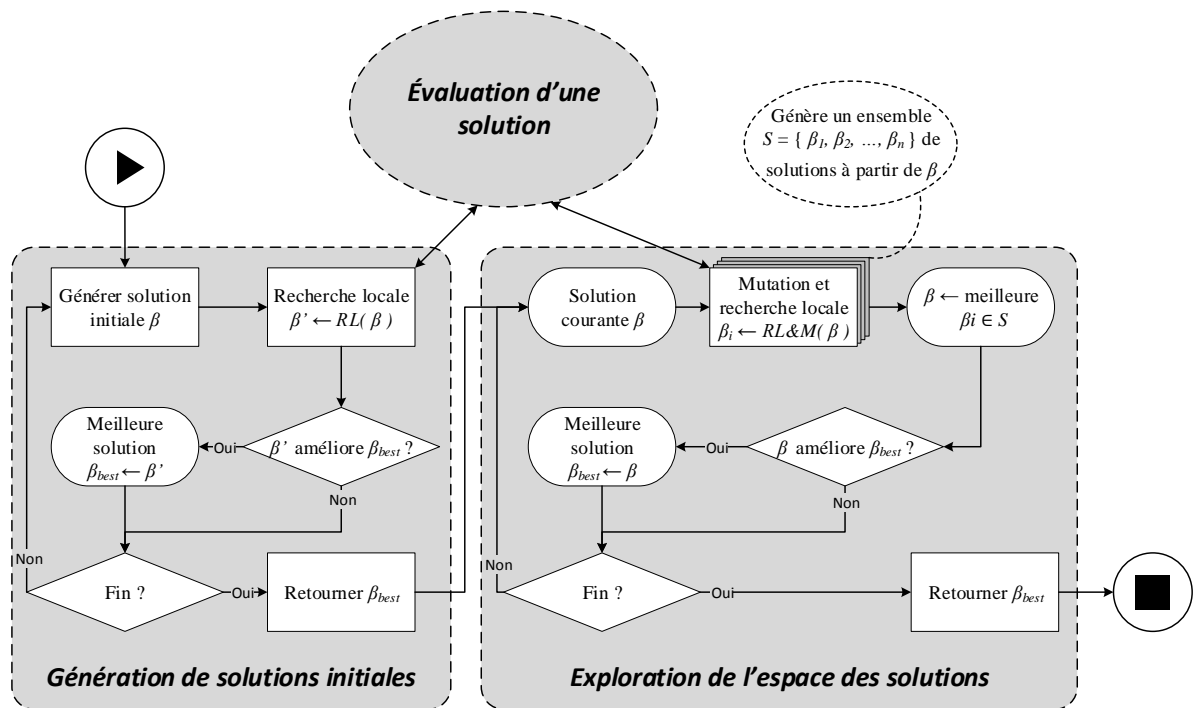 Évaluation d'une
solution
Génère un ensemble
S = { β1, β2, ..., βn } de
solutions à partir de β
Générer solution
initiale β
Recherche locale
β' ← RL( β )
Meilleure
solution
βbest ← β'
Oui
β' améliore βbest ?
Non
Non
Fin ?
Oui
Retourner βbest
Génération de solutions initiales
Solution
courante β
Mutation et
recherche locale
βi ← RL&M( β )
β ← meilleure
βi ∈ S
Meilleure
solution
βbest ← β
Oui
β améliore βbest ?
Non
Non
Fin ?
Oui
Retourner βbest
Exploration de l'espace des solutions